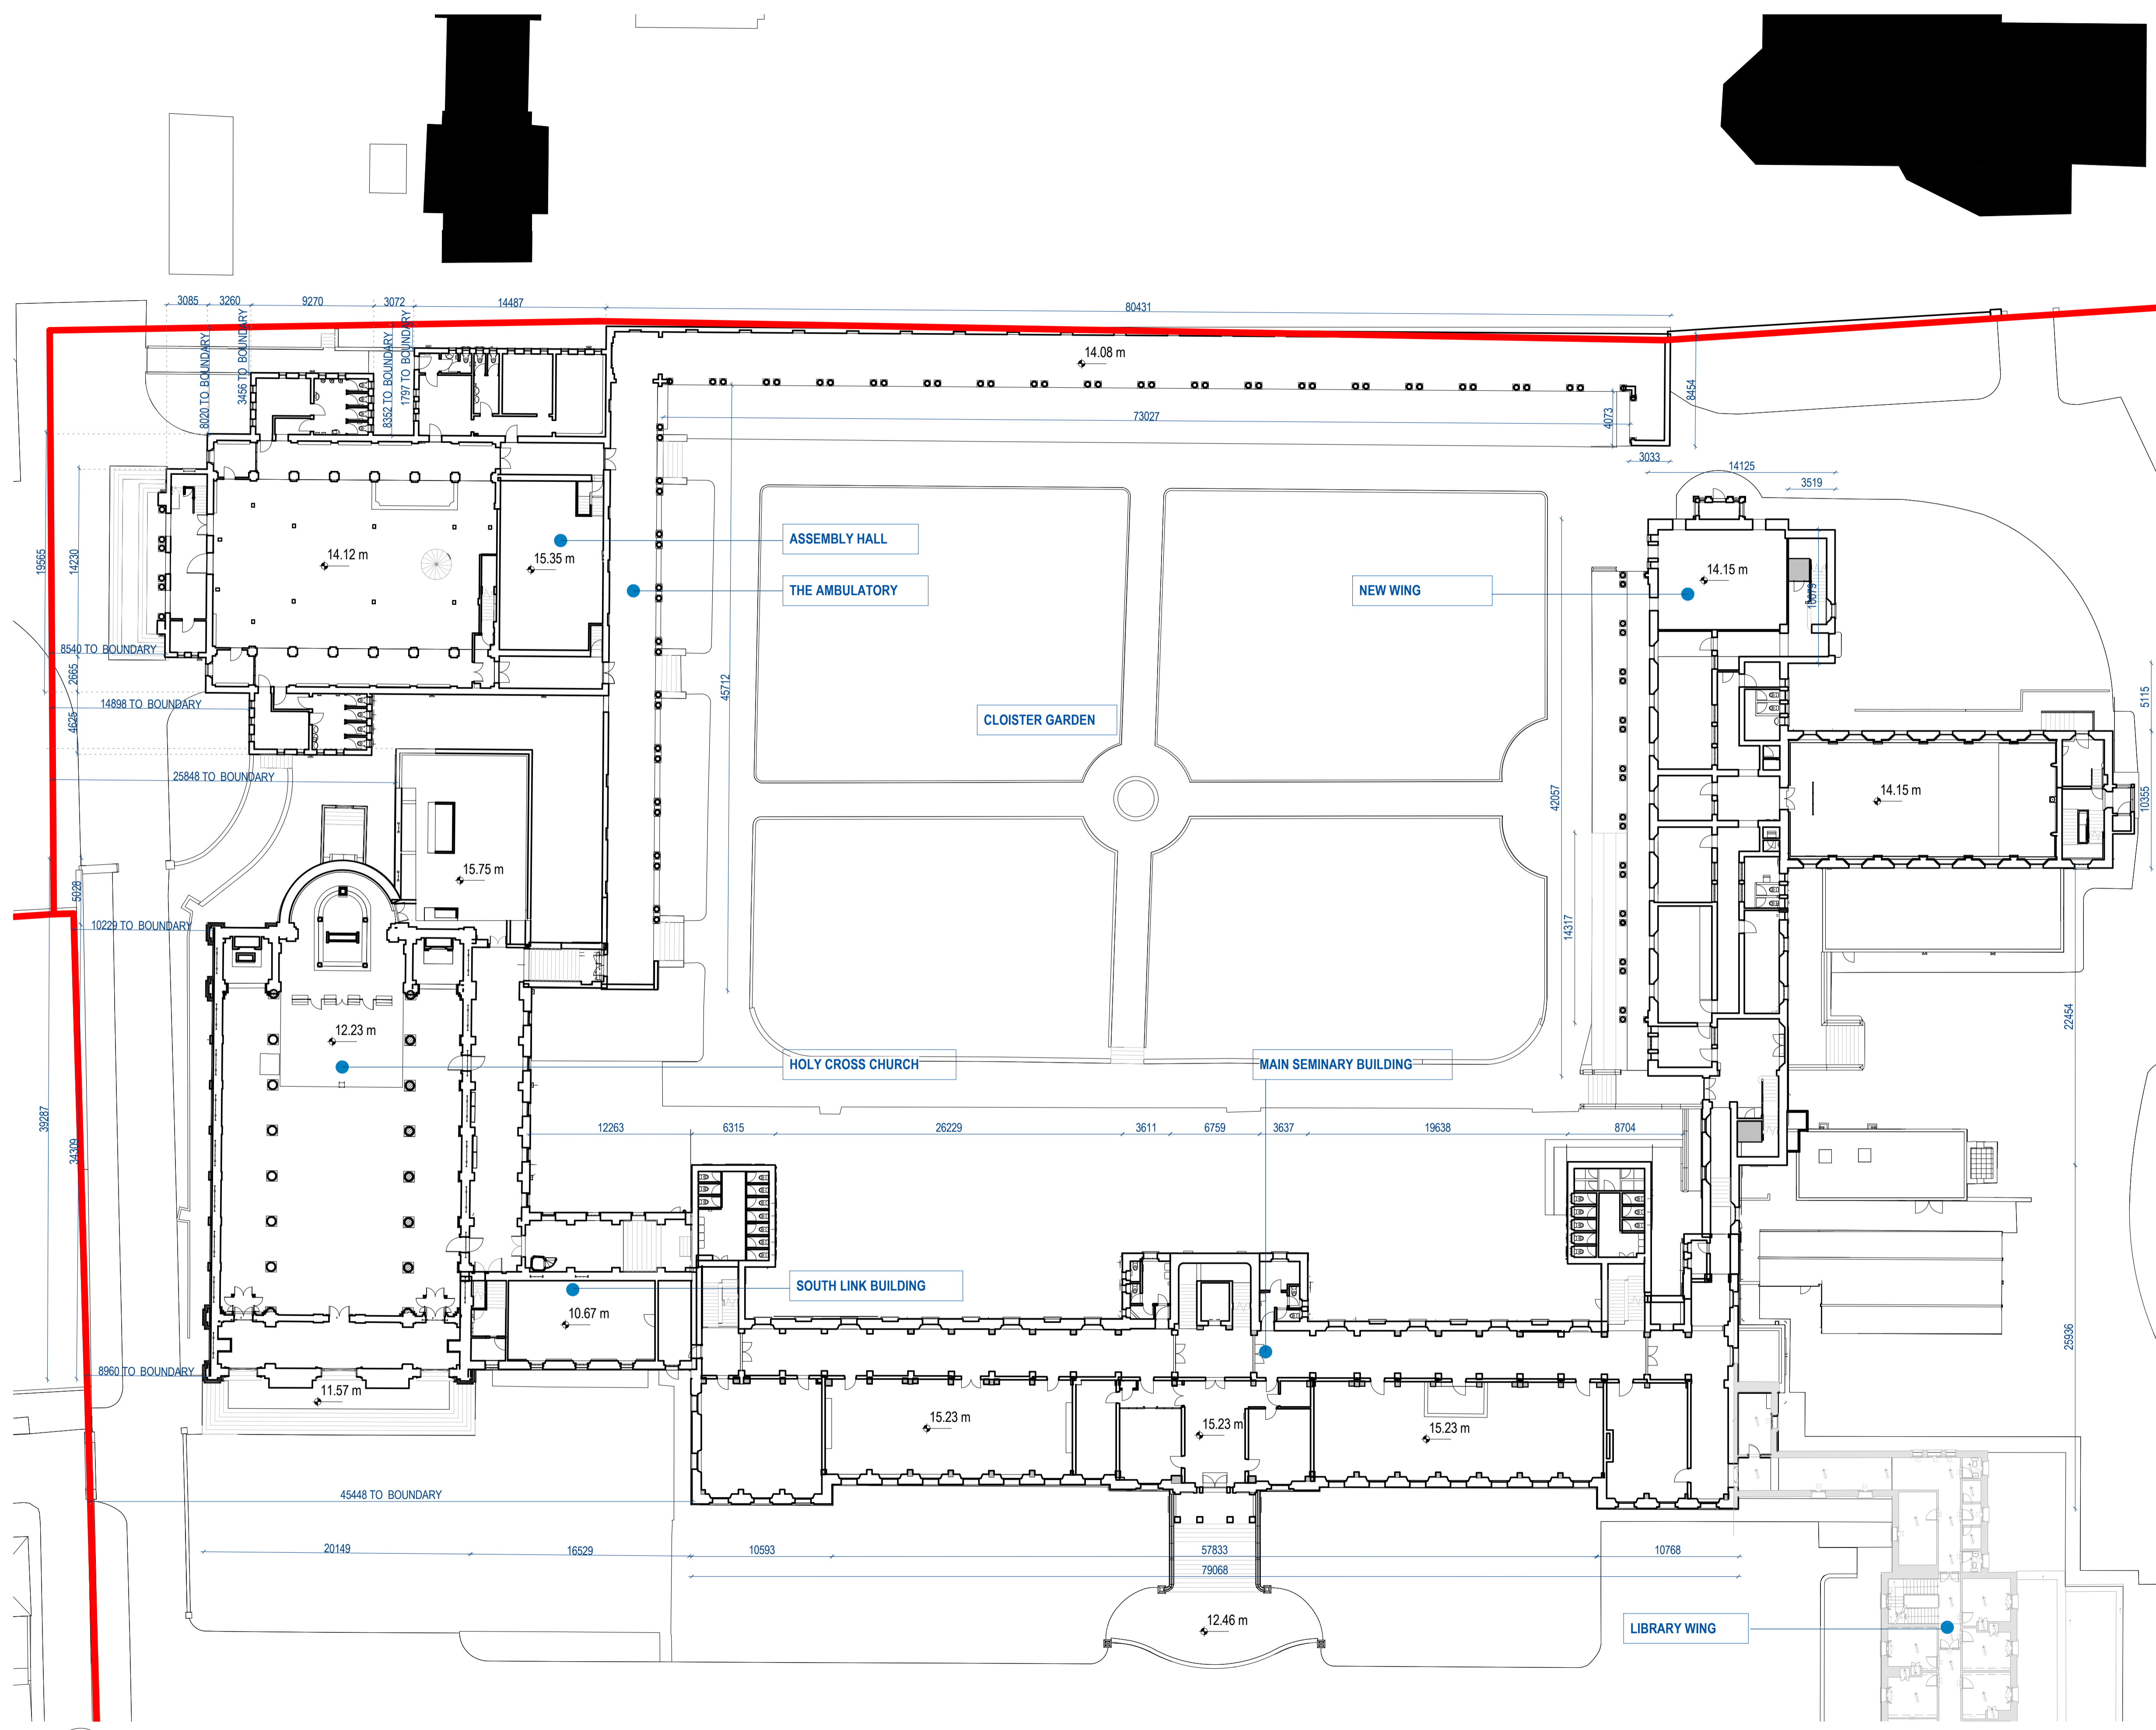 3085
3260
9270
3072
14487
80431
8020 TO BOUNDARY
3456 TO BOUNDARY
8352 TO BOUNDARY
1797 TO BOUNDARY
14.08 m
8454
73027
4073
3033
14125
3519
19565
14230
14.12 m
15.35 m
ASSEMBLY HALL
THE AMBULATORY
NEW WING
14.15 m
10079
8540 TO BOUNDARY
2665
14898 TO BOUNDARY
4625
45712
CLOISTER GARDEN
5115
25848 TO BOUNDARY
42057
14.15 m
10355
15.75 m
5028
10229 TO BOUNDARY
14317
12.23 m
22454
HOLY CROSS CHURCH
MAIN SEMINARY BUILDING
39287
34309
12263
6315
26229
3611
6759
3637
19638
8704
SOUTH LINK BUILDING
10.67 m
25936
8960 TO BOUNDARY
11.57 m
15.23 m
15.23 m
15.23 m
45448 TO BOUNDARY
20149
16529
10593
57833
10768
79068
12.46 m
LIBRARY WING